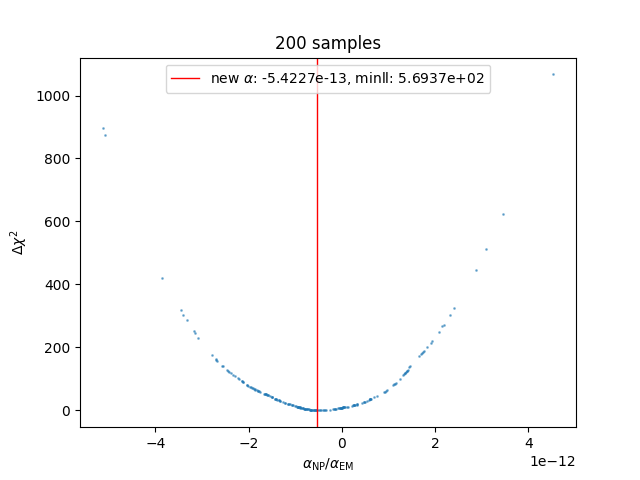 200 samples
new α: -5.4227e-13, minll: 5.6937e+02
1000
800
600
400
200
0
Δχ²
−4 −2 0 2 4
1e−12
α_NP/α_EM